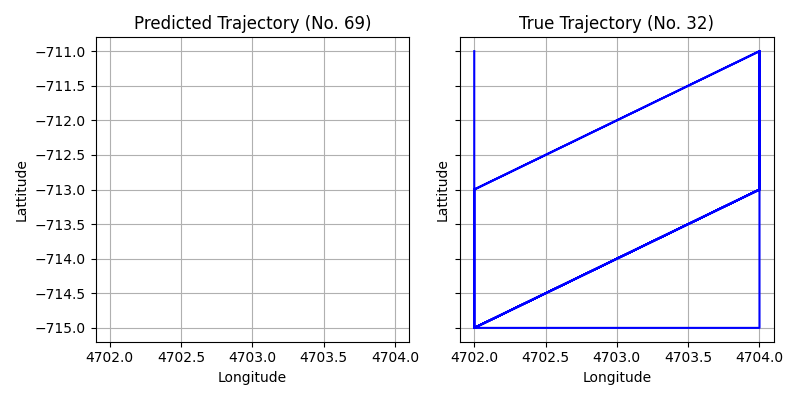 Predicted Trajectory (No. 69)
True Trajectory (No. 32)
−711.0
−711.5
−712.0
−712.5
−713.0
−713.5
−714.0
−714.5
−715.0
Lattitude
Lattitude
4702.0 4702.5 4703.0 4703.5 4704.0
4702.0 4702.5 4703.0 4703.5 4704.0
Longitude
Longitude